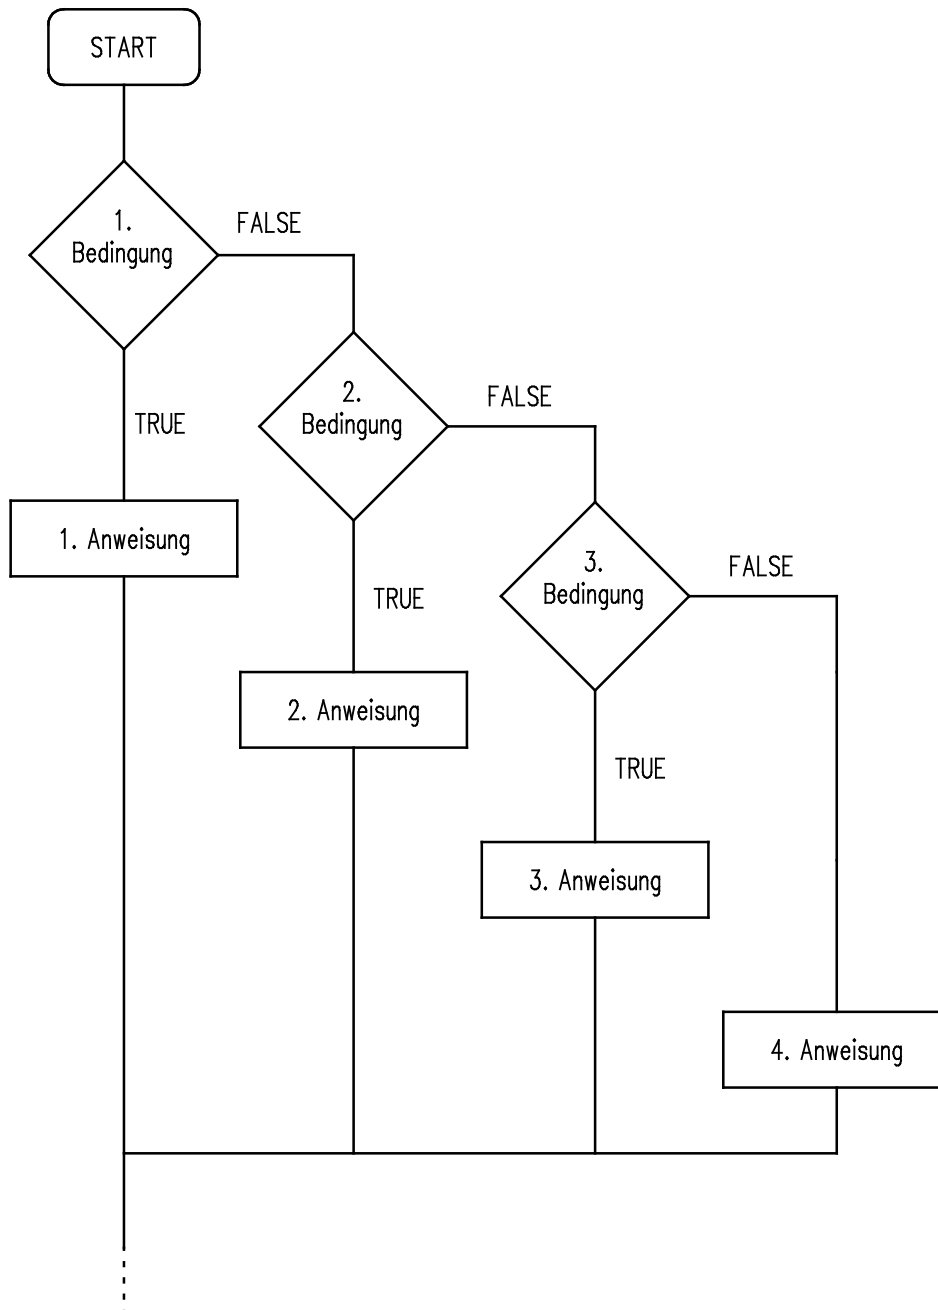 START
1.
Bedingung
FALSE
TRUE
1. Anweisung
2.
Bedingung
FALSE
TRUE
2. Anweisung
3.
Bedingung
FALSE
TRUE
3. Anweisung
4. Anweisung